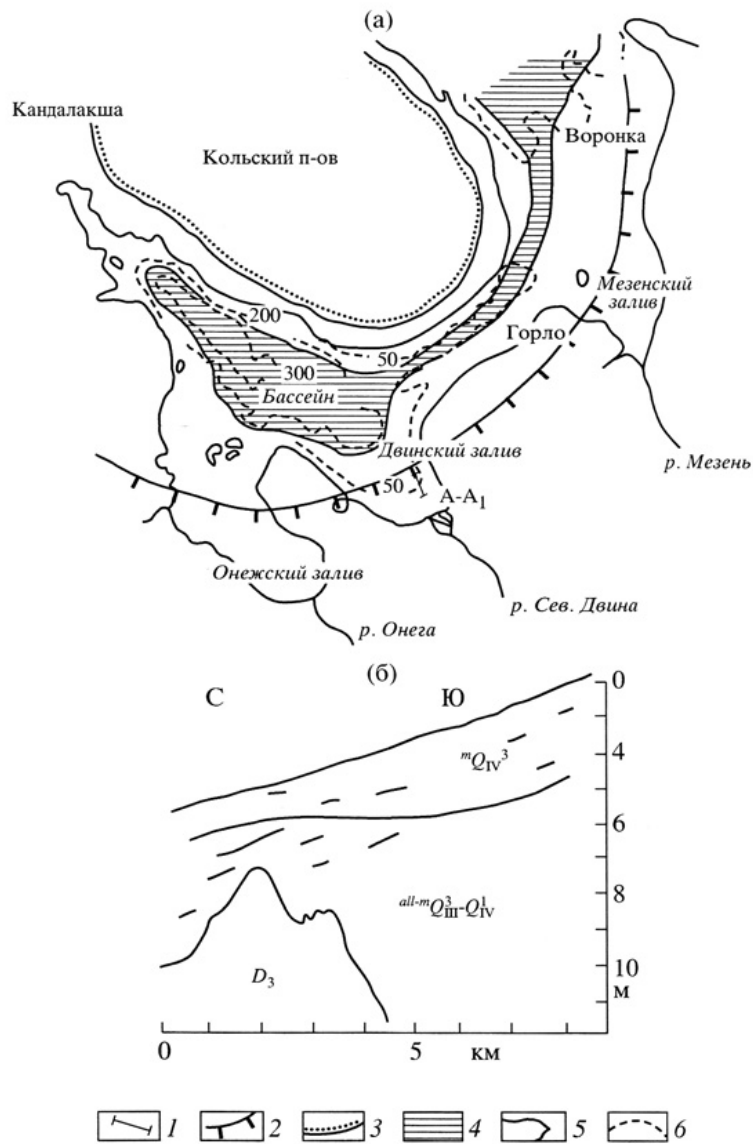 (а)
Кандалакша
Кольский п-ов
Воронка
Мезенский
залив
200
Горло
50
300
Бассейн
Двинский залив
р. Мезень
50
А-А1
Онежский залив
р. Сев. Двина
р. Онега
(б)
С Ю
0
mQIV3
4
6
all-mQIII3-QIV1
8
D3
10
м
0 5 км
1 2 3 4 5 6